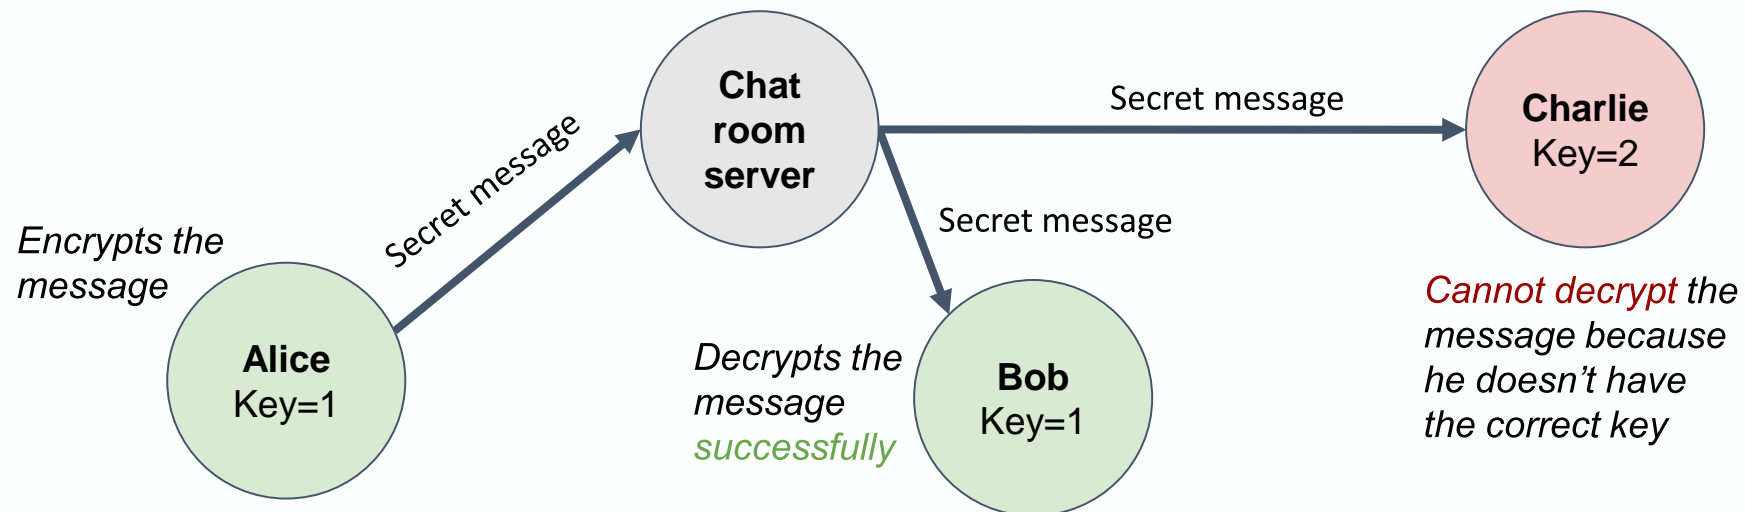 Encrypts the
message
Alice
Key=1
Secret message
Chat
room
server
Secret message
Decrypts the
message
successfully
Bob
Key=1
Secret message
Charlie
Key=2
Cannot decrypt the
message because
he doesn’t have
the correct key